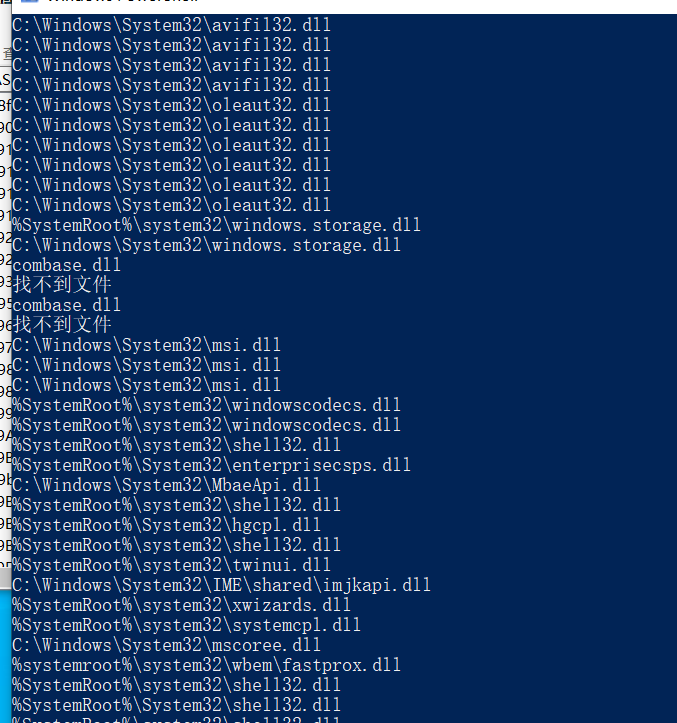 C:\Windows\System32\avifil32.dll
C:\Windows\System32\avifil32.dll
C:\Windows\System32\avifil32.dll
C:\Windows\System32\avifil32.dll
C:\Windows\System32\oleaut32.dll
C:\Windows\System32\oleaut32.dll
C:\Windows\System32\oleaut32.dll
C:\Windows\System32\oleaut32.dll
C:\Windows\System32\oleaut32.dll
C:\Windows\System32\oleaut32.dll
%SystemRoot%\system32\windows.storage.dll
C:\Windows\System32\windows.storage.dll
combase.dll
找不到文件
combase.dll
找不到文件
C:\Windows\System32\msi.dll
C:\Windows\System32\msi.dll
C:\Windows\System32\msi.dll
%SystemRoot%\system32\windowscodecs.dll
%SystemRoot%\system32\windowscodecs.dll
%SystemRoot%\system32\shell32.dll
%SystemRoot%\System32\enterprisecsps.dll
C:\Windows\System32\MbaeApi.dll
%SystemRoot%\system32\shell32.dll
%SystemRoot%\System32\hgcpl.dll
%SystemRoot%\system32\shell32.dll
%SystemRoot%\system32\twinui.dll
C:\Windows\System32\IME\shared\imjkapi.dll
%SystemRoot%\system32\xwizards.dll
%SystemRoot%\system32\systemcpl.dll
C:\Windows\System32\mscoree.dll
%systemroot%\system32\wbem\fastprox.dll
%SystemRoot%\system32\shell32.dll
%SystemRoot%\system32\shell32.dll